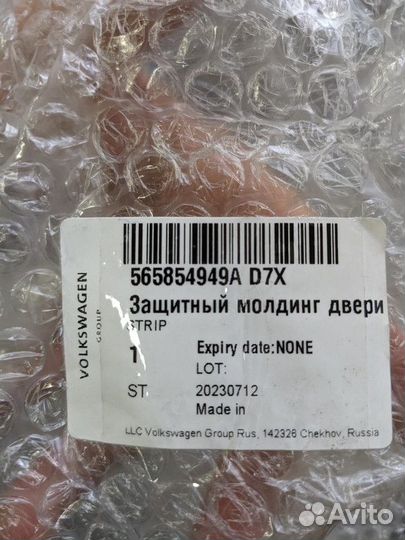 VOLKSWAGEN
GROUP
565854949A D7X
Защитный молдинг двери
STRIP
1
Expiry date:NONE
LOT:
ST
20230712
Made in
LLC Volkswagen Group Rus, 142326 Chekhov, Russia
Avito